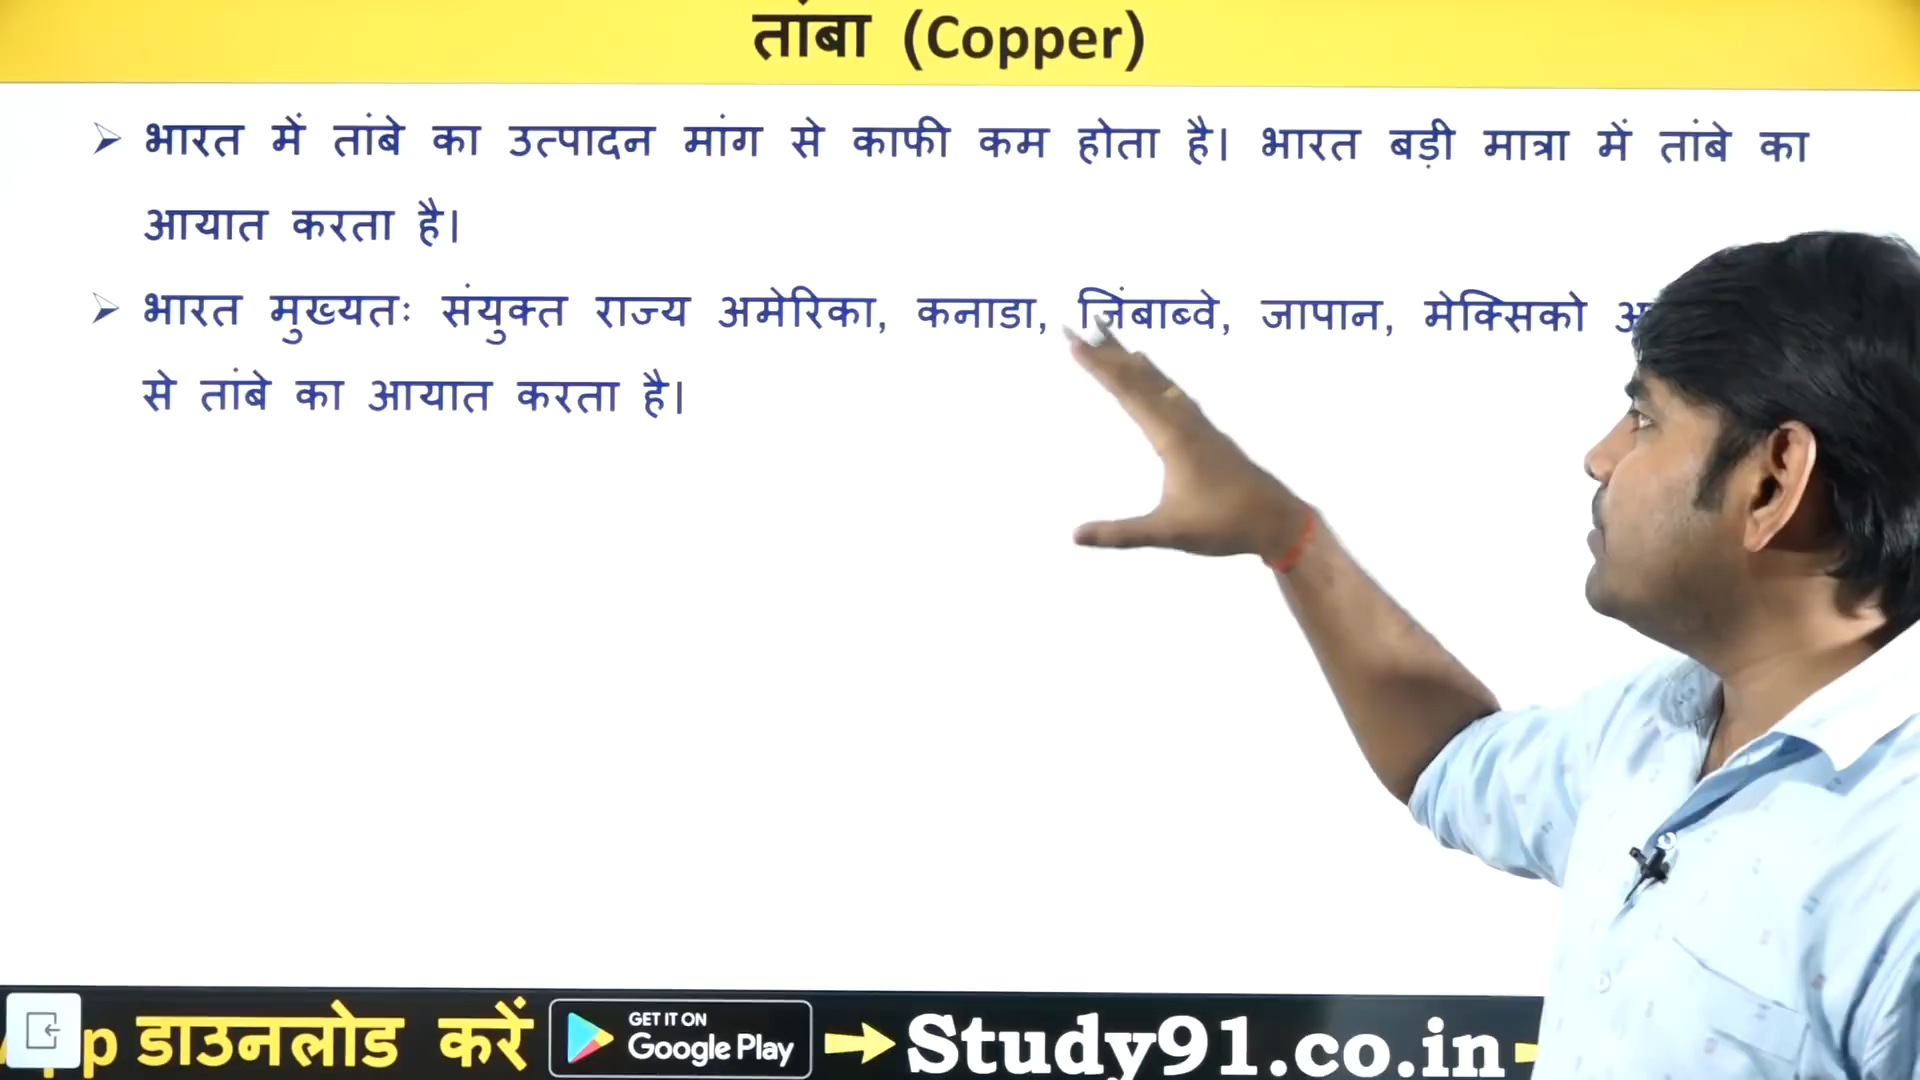 तांबा (Copper)
भारत में तांबे का उत्पादन मांग से काफी कम होता है। भारत बड़ी मात्रा में तांबे का
आयात करता है।
भारत मुख्यतः संयुक्त राज्य अमेरिका, कनाडा, जिंबाब्वे, जापान, मेक्सिको
से तांबे का आयात करता है।
डाउनलोड करें GET IT ON Google Play Study91.co.in